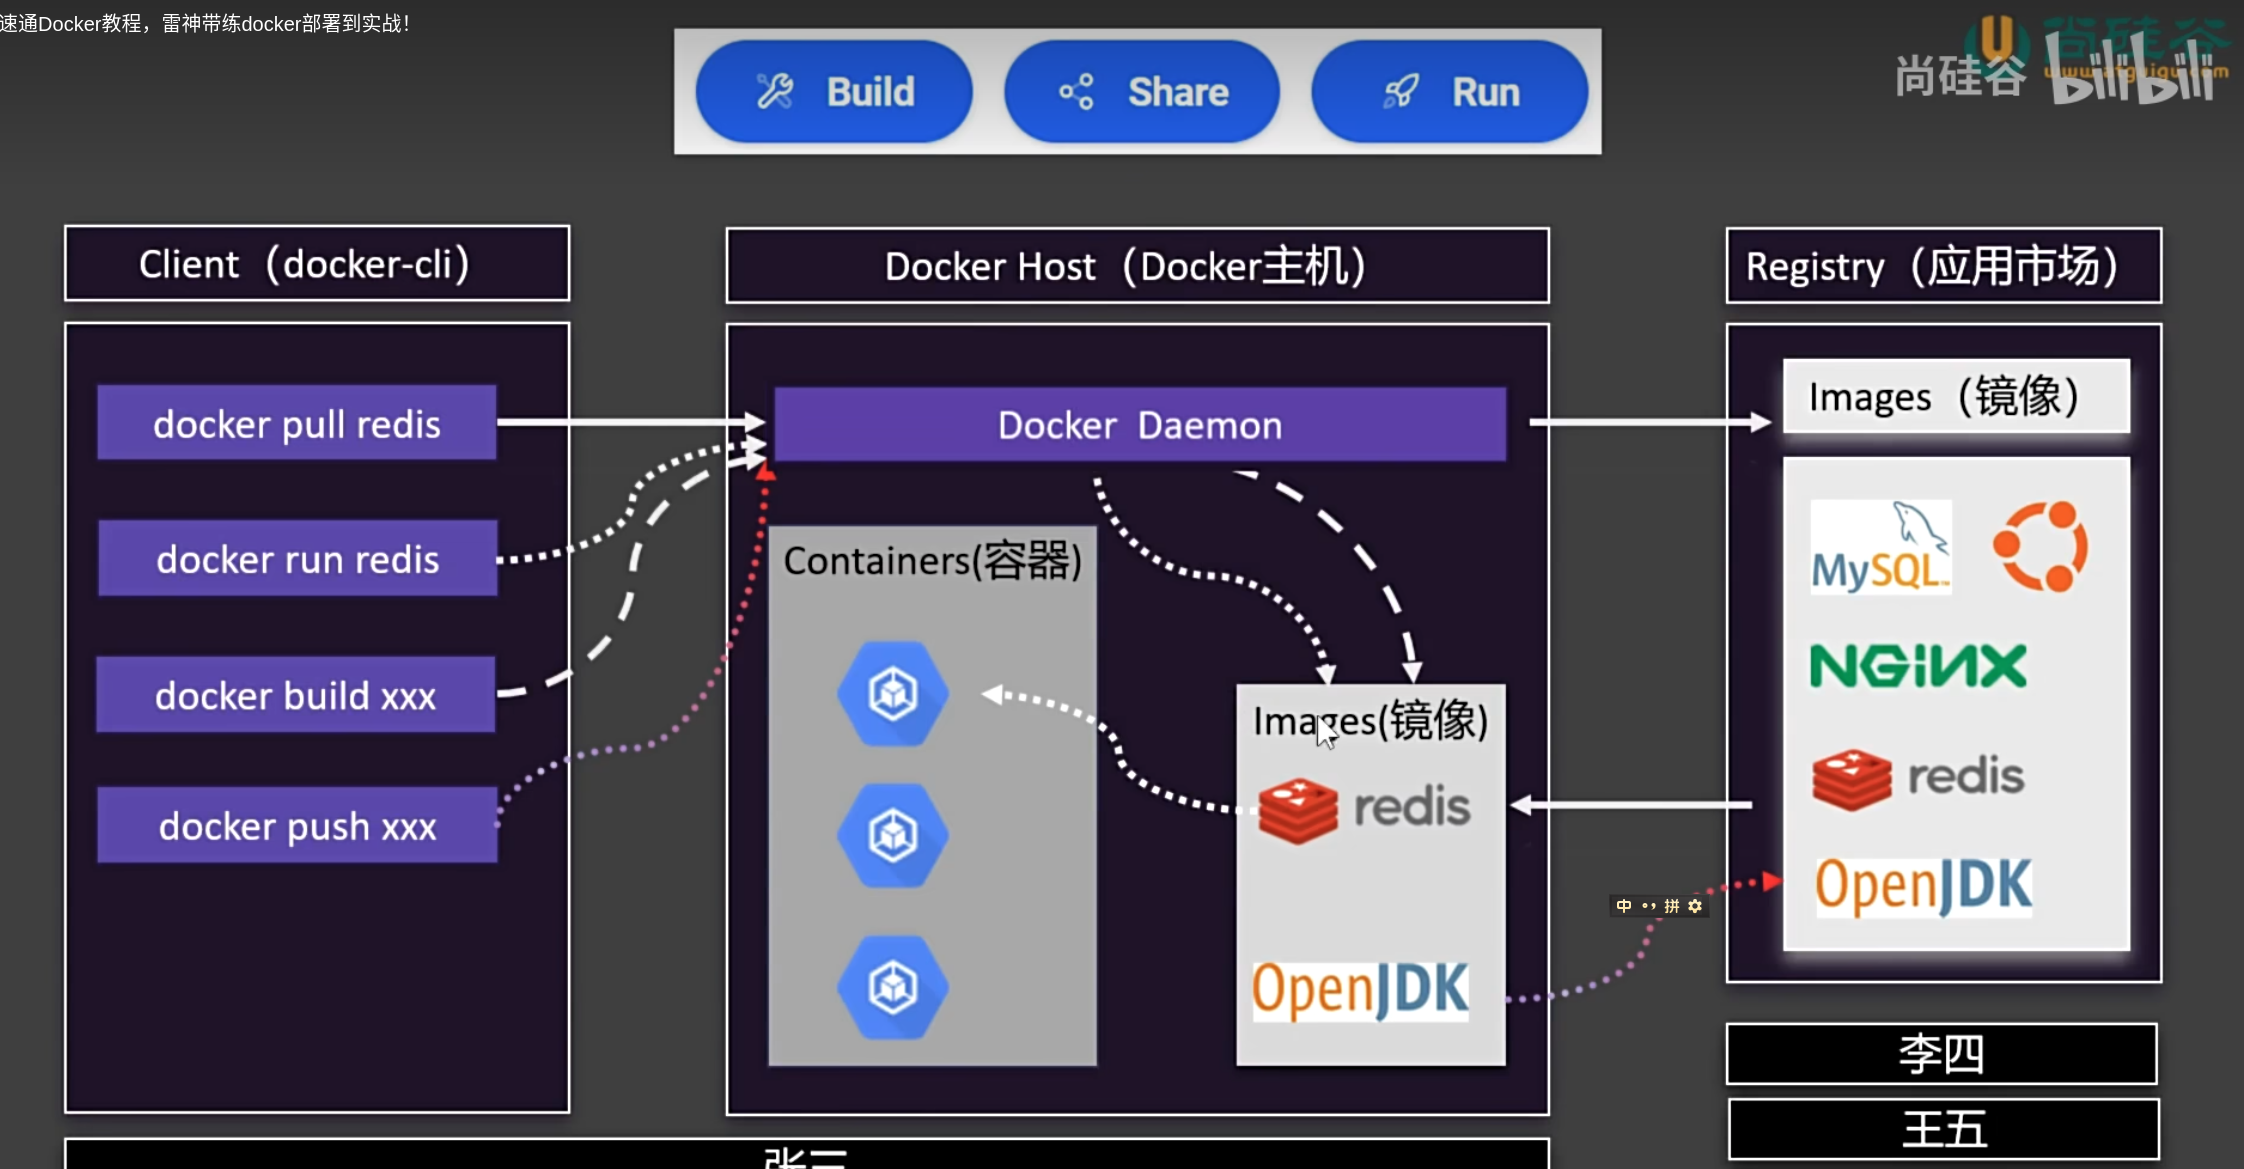 速通Docker教程，雷神带练docker部署到实战！
尚硅谷 bilibili
尚硅谷
www.atguigu.com
Build
Share
Run
Client（docker-cli）
Docker Host（Docker主机）
Registry（应用市场）
docker pull redis
docker run redis
docker build xxx
docker push xxx
Docker Daemon
Containers(容器)
Images(镜像)
redis
OpenJDK
Images（镜像）
MySQL™
NGiNX
redis
OpenJDK
中 •, 拼
李四
王五
张三